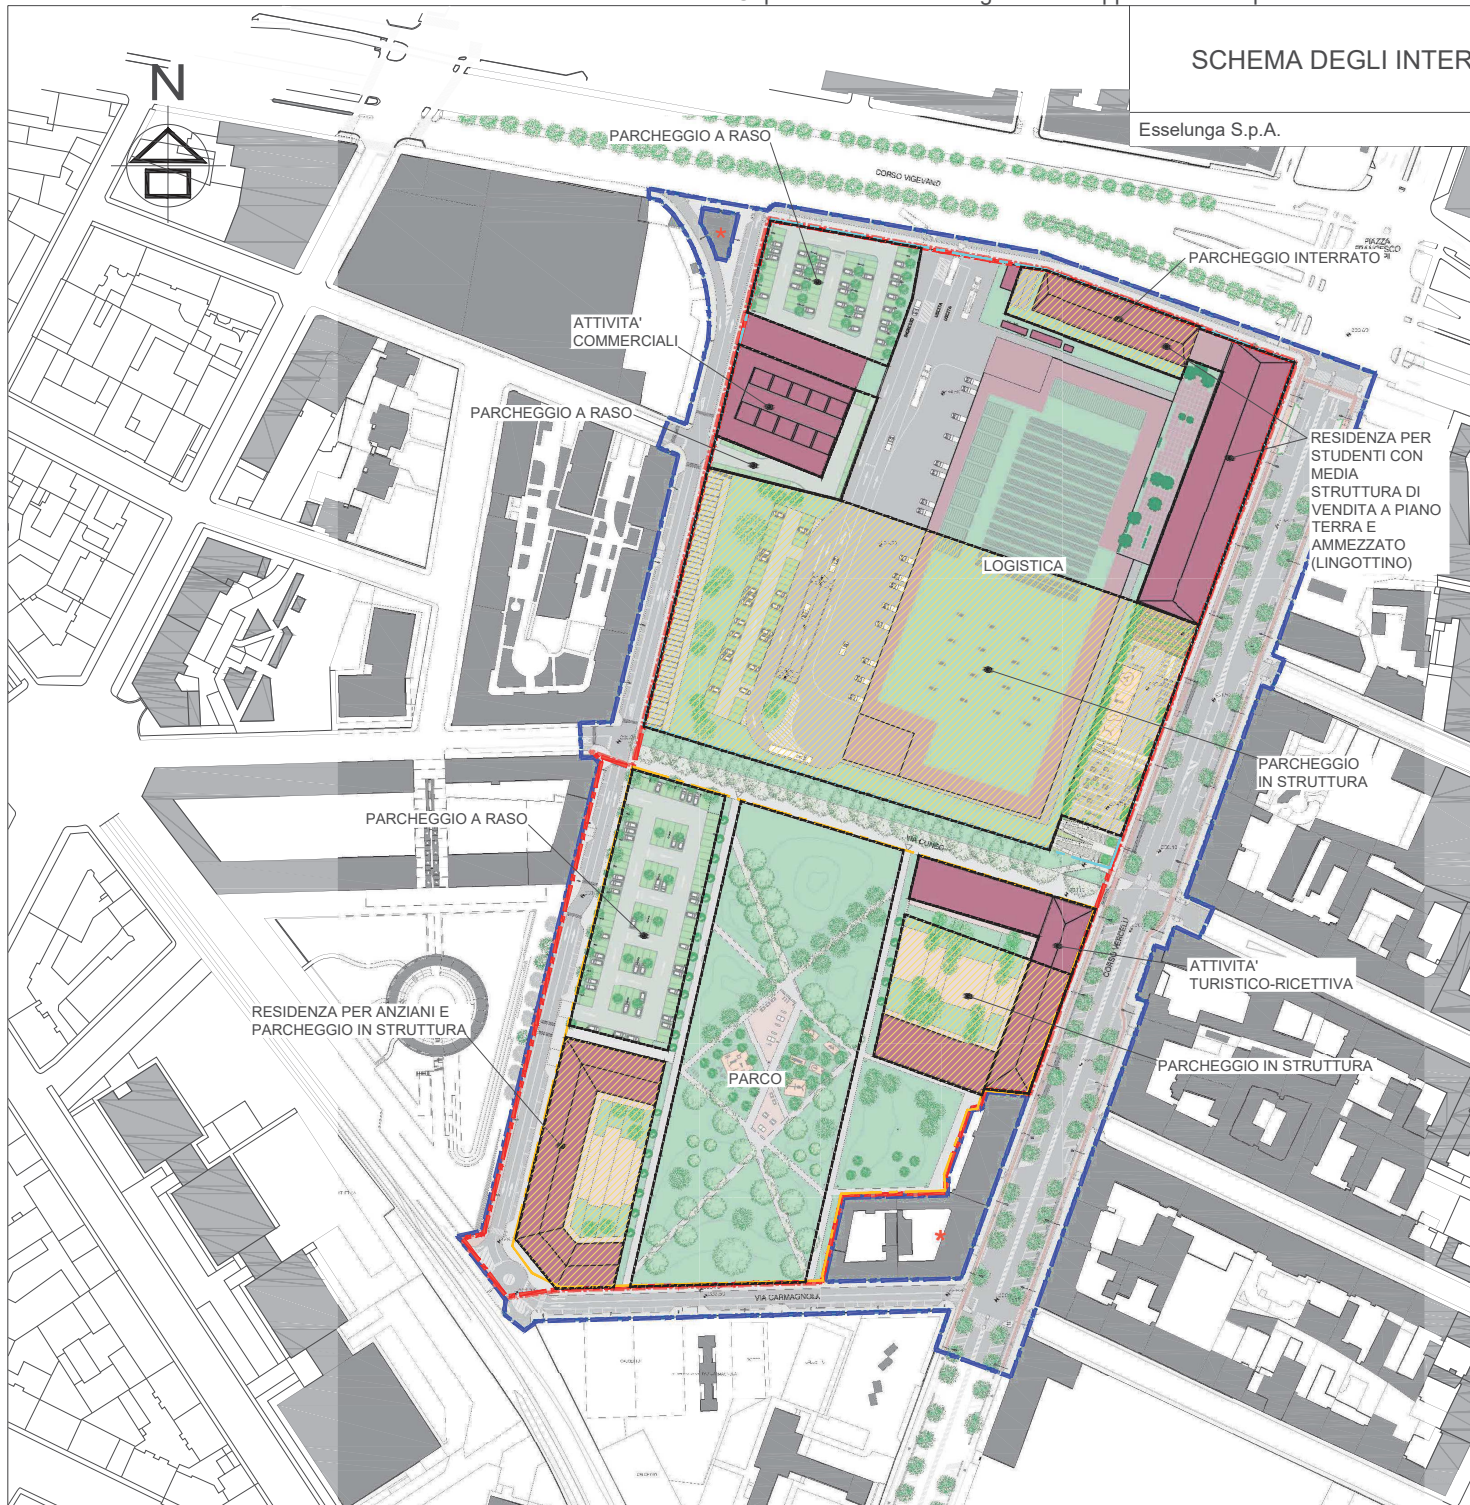 SCHEMA DEGLI INTER
Esselunga S.p.A.
N
PARCHEGGIO A RASO
CORSO VIGEVANO
PIAZZA
FRANCESCO
PARCHEGGIO INTERRATO
ATTIVITA'
COMMERCIALI
PARCHEGGIO A RASO
RESIDENZA PER
STUDENTI CON
MEDIA
STRUTTURA DI
VENDITA A PIANO
TERRA E
AMMEZZATO
(LINGOTTINO)
LOGISTICA
PARCHEGGIO
IN STRUTTURA
PARCHEGGIO A RASO
VIA CUNEO
CORSO VERCELLI
ATTIVITA'
TURISTICO-RICETTIVA
RESIDENZA PER ANZIANI E
PARCHEGGIO IN STRUTTURA
PARCO
PARCHEGGIO IN STRUTTURA
VIA CARMAGNOLA